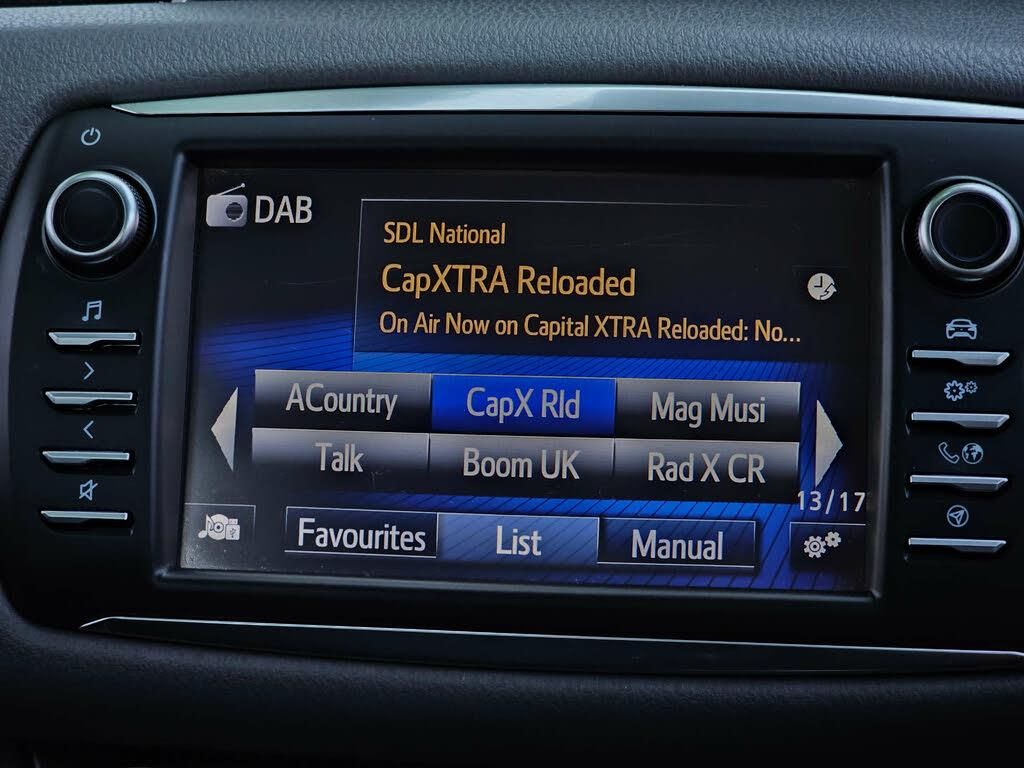 DAB
SDL National
CapXTRA Reloaded
On Air Now on Capital XTRA Reloaded: No...
ACountry CapX Rld Mag Musi
Talk Boom UK Rad X CR
13/17
Favourites List Manual